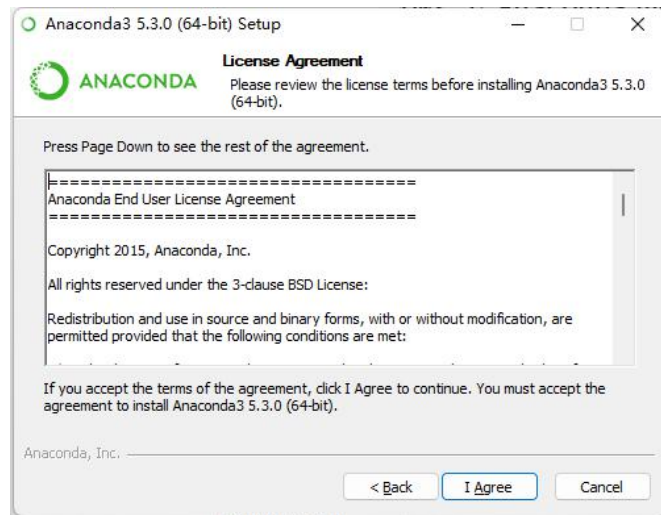 Anaconda3 5.3.0 (64-bit) Setup
ANACONDA
License Agreement
Please review the license terms before installing Anaconda3 5.3.0
(64-bit).
Press Page Down to see the rest of the agreement.
====================================
Anaconda End User License Agreement
====================================
Copyright 2015, Anaconda, Inc.
All rights reserved under the 3-clause BSD License:
Redistribution and use in source and binary forms, with or without modification, are
permitted provided that the following conditions are met:
If you accept the terms of the agreement, click I Agree to continue. You must accept the
agreement to install Anaconda3 5.3.0 (64-bit).
Anaconda, Inc.
< Back
I Agree
Cancel